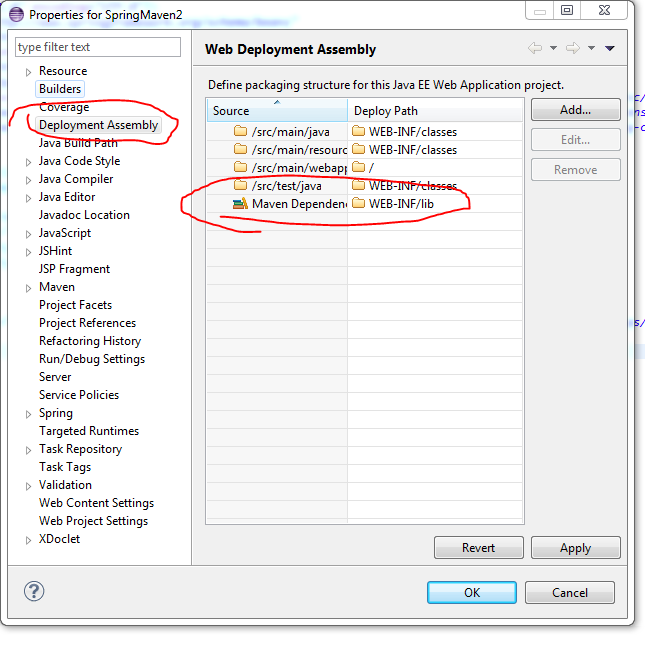 Properties for SpringMaven2
type filter text
Resource
Builders
Coverage
Deployment Assembly
Java Build Path
Java Code Style
Java Compiler
Java Editor
Javadoc Location
JavaScript
JSHint
JSP Fragment
Maven
Project Facets
Project References
Refactoring History
Run/Debug Settings
Server
Service Policies
Spring
Targeted Runtimes
Task Repository
Task Tags
Validation
Web Content Settings
Web Project Settings
XDoclet
Web Deployment Assembly
Define packaging structure for this Java EE Web Application project.
Source Deploy Path
/src/main/java WEB-INF/classes
/src/main/resourc WEB-INF/classes
/src/main/webapp /
/src/test/java WEB-INF/classes
Maven Dependenc WEB-INF/lib
Add...
Edit...
Remove
Revert Apply
? OK Cancel